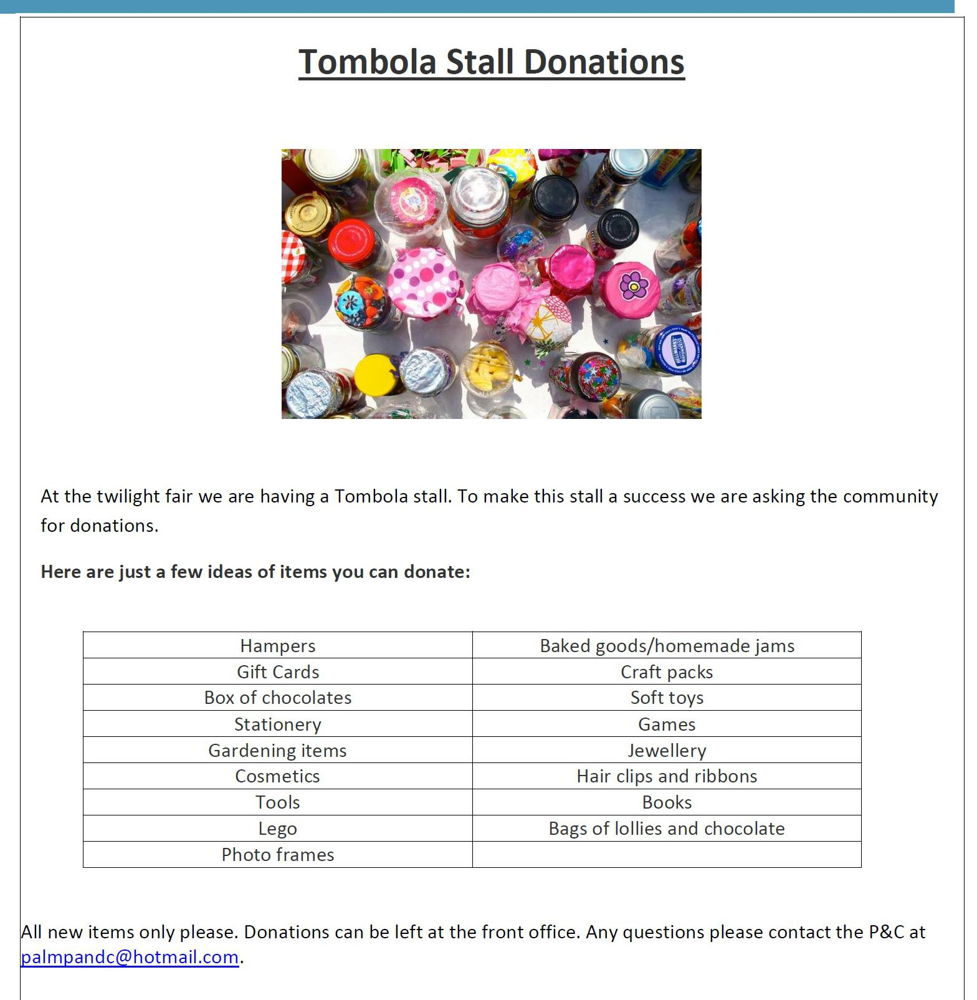 Tombola Stall Donations
HELLMANN'S
MAYONNAISE
At the twilight fair we are having a Tombola stall. To make this stall a success we are asking the community
for donations.
Here are just a few ideas of items you can donate:
Hampers Baked goods/homemade jams
Gift Cards Craft packs
Box of chocolates Soft toys
Stationery Games
Gardening items Jewellery
Cosmetics Hair clips and ribbons
Tools Books
Lego Bags of lollies and chocolate
Photo frames
All new items only please. Donations can be left at the front office. Any questions please contact the P&C at
palmpandc@hotmail.com.